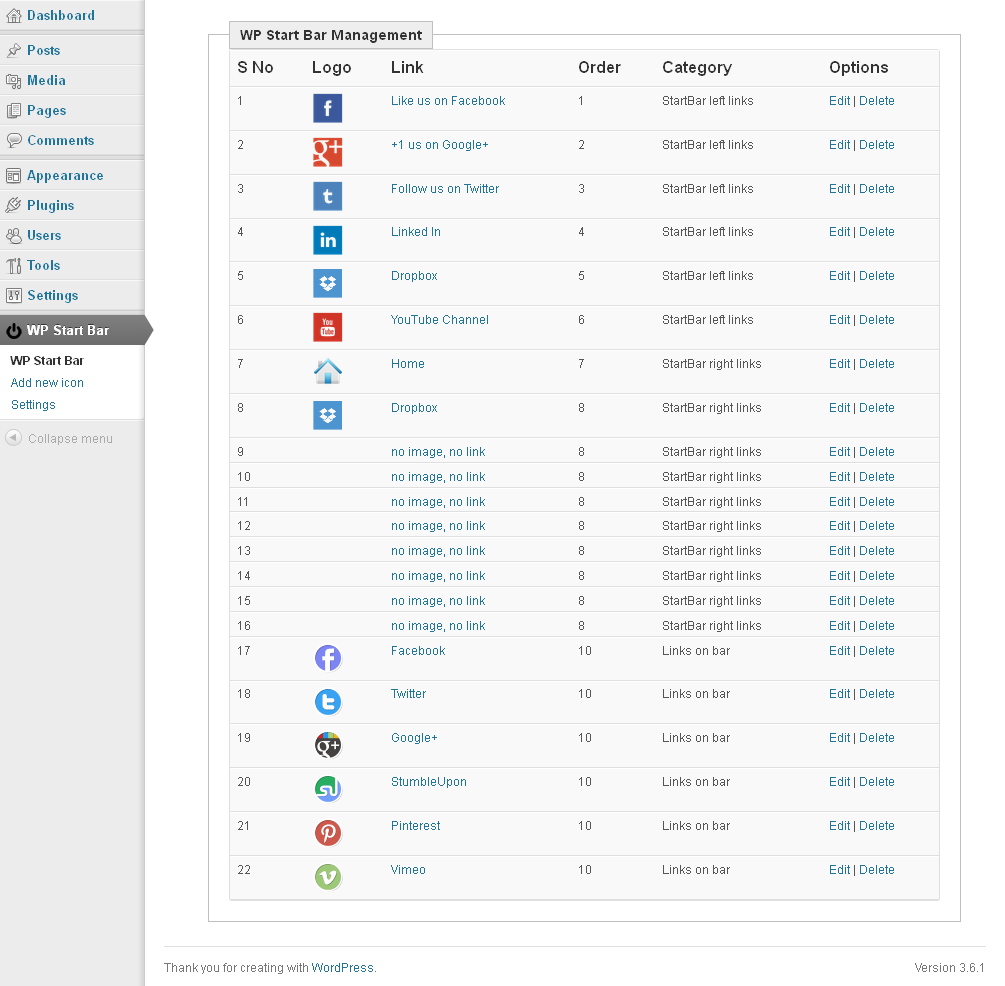 Dashboard
Posts
Media
Pages
Comments
Appearance
Plugins
Users
Tools
Settings
WP Start Bar
WP Start Bar
Add new icon
Settings
Collapse menu
WP Start Bar Management
S No Logo Link Order Category Options
1 f Like us on Facebook 1 StartBar left links Edit | Delete
2 g+ +1 us on Google+ 2 StartBar left links Edit | Delete
3 t Follow us on Twitter 3 StartBar left links Edit | Delete
4 in Linked In 4 StartBar left links Edit | Delete
5 Dropbox 5 StartBar left links Edit | Delete
6 You Tube YouTube Channel 6 StartBar left links Edit | Delete
7 Home 7 StartBar right links Edit | Delete
8 Dropbox 8 StartBar right links Edit | Delete
9 no image, no link 8 StartBar right links Edit | Delete
10 no image, no link 8 StartBar right links Edit | Delete
11 no image, no link 8 StartBar right links Edit | Delete
12 no image, no link 8 StartBar right links Edit | Delete
13 no image, no link 8 StartBar right links Edit | Delete
14 no image, no link 8 StartBar right links Edit | Delete
15 no image, no link 8 StartBar right links Edit | Delete
16 no image, no link 8 StartBar right links Edit | Delete
17 f Facebook 10 Links on bar Edit | Delete
18 t Twitter 10 Links on bar Edit | Delete
19 g+ Google+ 10 Links on bar Edit | Delete
20 su StumbleUpon 10 Links on bar Edit | Delete
21 p Pinterest 10 Links on bar Edit | Delete
22 v Vimeo 10 Links on bar Edit | Delete
Thank you for creating with WordPress. Version 3.6.1